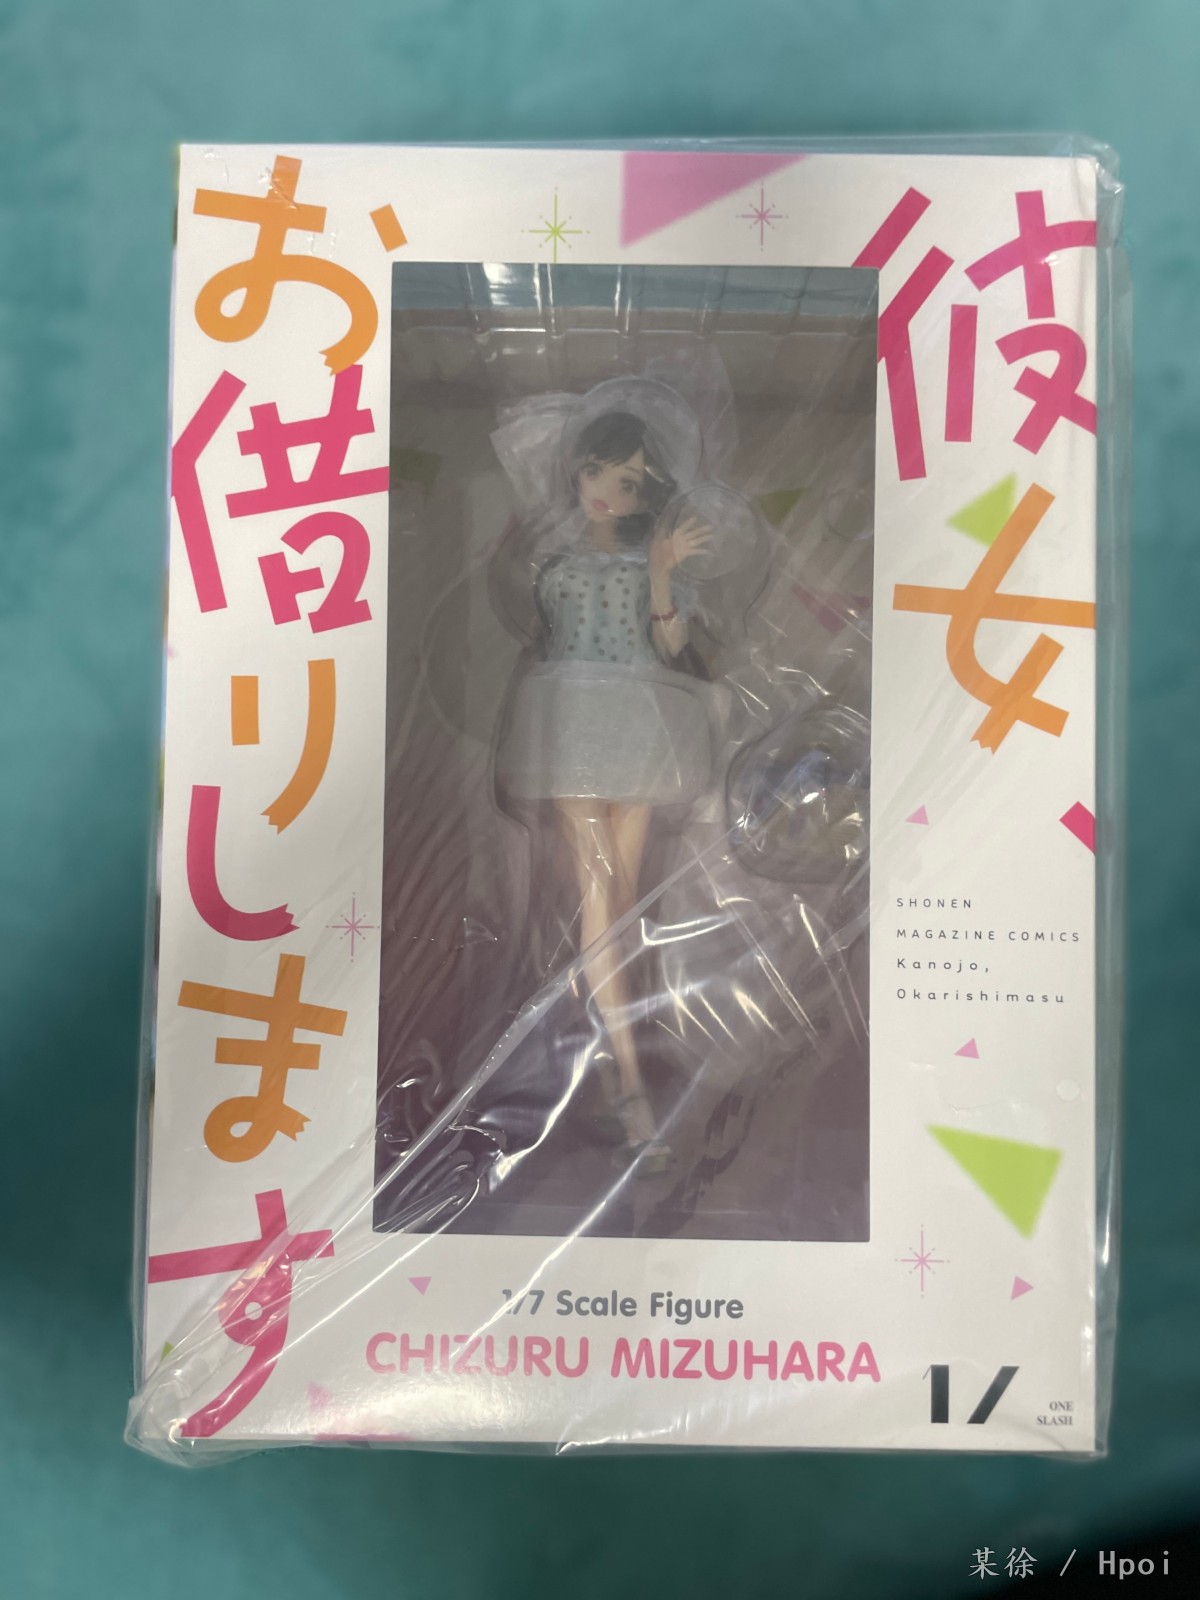 彼女、
お借りします
SHONEN
MAGAZINE COMICS
Kanojo,
Okarishimasu
1/7 Scale Figure
CHIZURU MIZUHARA
1/
ONE
SLASH
某徐 / Hpoi